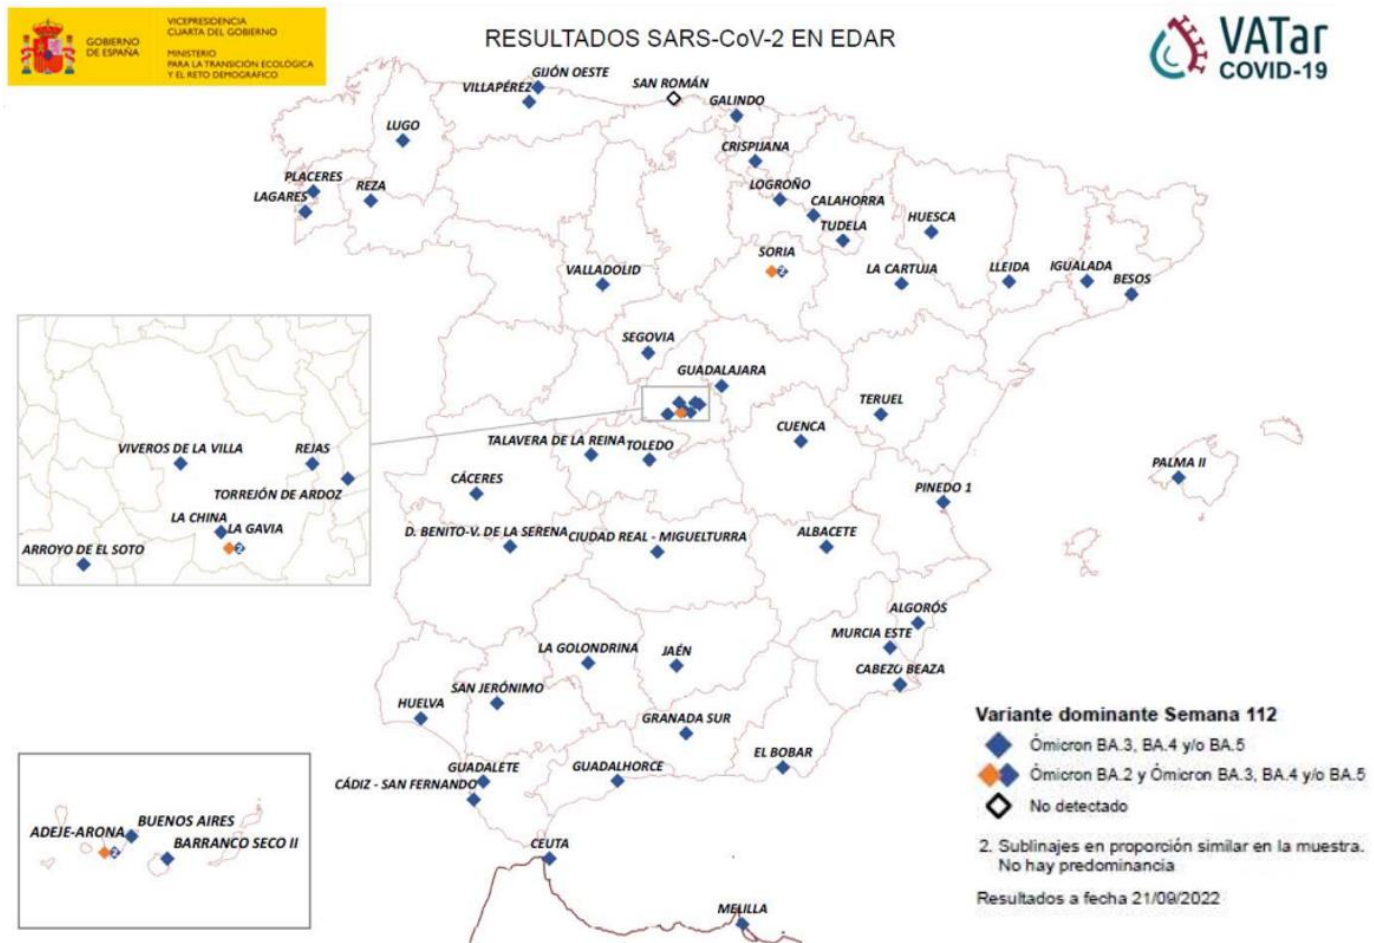 GOBIERNO
DE ESPAÑA
VICEPRESIDENCIA
CUARTA DEL GOBIERNO
MINISTERIO
PARA LA TRANSICIÓN ECOLÓGICA
Y EL RETO DEMOGRÁFICO
RESULTADOS SARS-CoV-2 EN EDAR
VATar
COVID-19
GIJÓN OESTE
VILLAPÉREZ
SAN ROMÁN
GALINDO
LUGO
CRISPIJANA
PLACERES
REZA
LAGARES
LOGROÑO
CALAHORRA
TUDELA
HUESCA
SORIA
2
VALLADOLID
LA CARTUJA
LLEIDA
IGUALADA
BESOS
SEGOVIA
GUADALAJARA
TERUEL
CUENCA
TALAVERA DE LA REINA
TOLEDO
CÁCERES
PALMA II
PINEDO 1
D. BENITO-V. DE LA SERENA
CIUDAD REAL - MIGUELTURRA
ALBACETE
VIVEROS DE LA VILLA
REJAS
TORREJÓN DE ARDOZ
LA CHINA
LA GAVIA
2
ARROYO DE EL SOTO
ALGORÓS
MURCIA ESTE
CABEZO BEAZA
LA GOLONDRINA
JAÉN
SAN JERÓNIMO
HUELVA
GRANADA SUR
EL BOBAR
GUADALETE
GUADALHORCE
CÁDIZ - SAN FERNANDO
CEUTA
MELILLA
BUENOS AIRES
ADEJE-ARONA
2
BARRANCO SECO II
Variante dominante Semana 112
Ómicron BA.3, BA.4 y/o BA.5
Ómicron BA.2 y Ómicron BA.3, BA.4 y/o BA.5
No detectado
2. Sublinajes en proporción similar en la muestra.
No hay predominancia
Resultados a fecha 21/09/2022